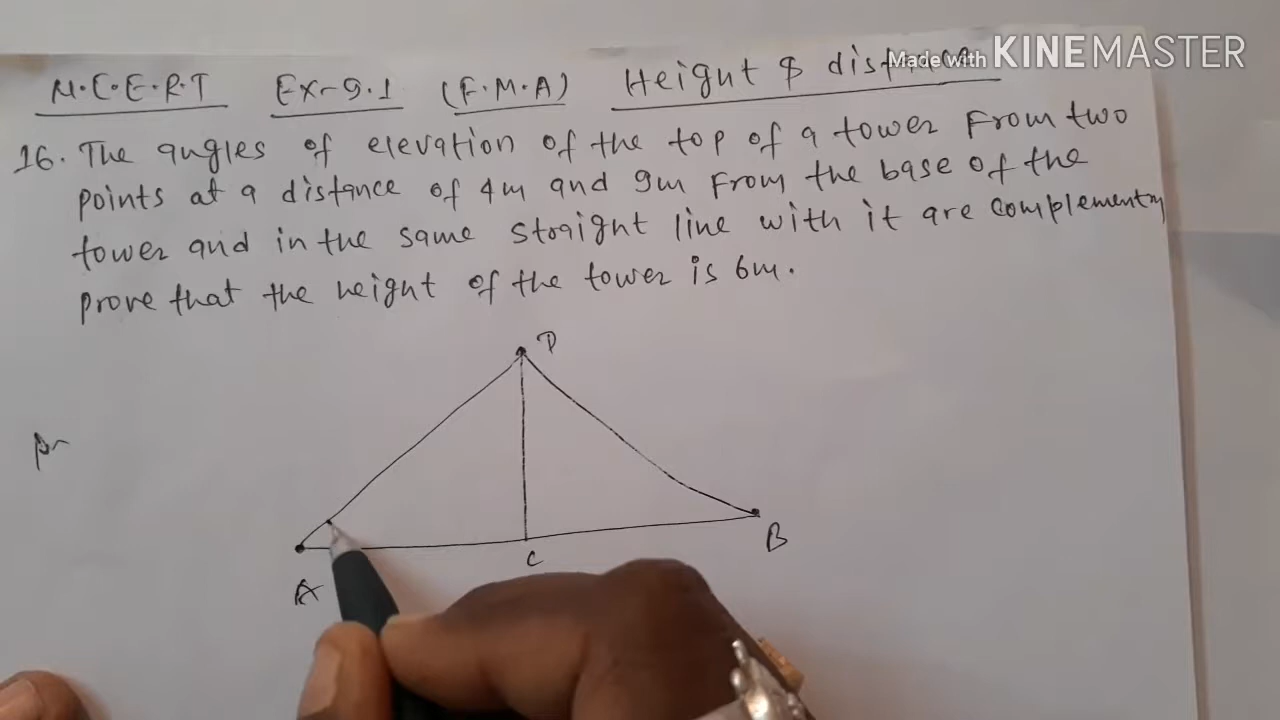 Made with KINEMASTER
N.C.E.R.T EX-9.1 (F.M.A) Height $ distance
16. The angles of elevation of the top of a tower From two
points at a distance of 4m and 9m From the base of the
tower and in the same straight line with it are complementry
prove that the height of the tower is 6m.
D
A
C
B